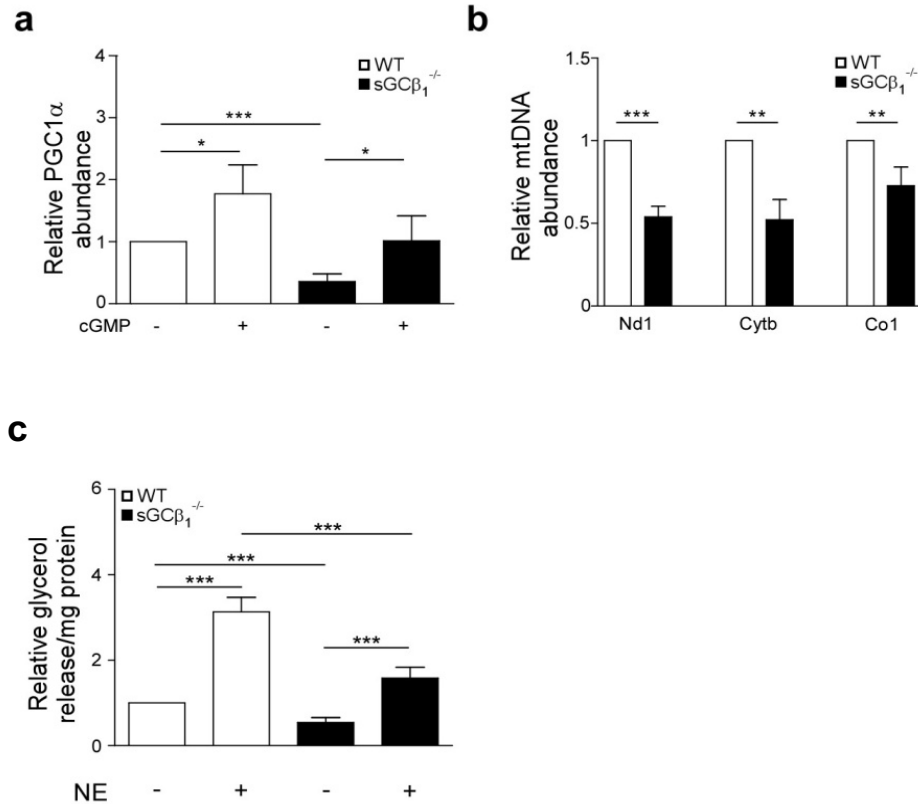 a
Relative PGC1α
abundance
4
3
2
1
0
WT
sGCβ₁⁻/⁻
***
*
*
cGMP - + - +
b
Relative mtDNA
abundance
1.5
1
0.5
0
WT
sGCβ₁⁻/⁻
*** ** **
Nd1 Cytb Co1
c
Relative glycerol
release/mg protein
6
4
2
0
WT
sGCβ₁⁻/⁻
***
***
***
***
NE - + - +